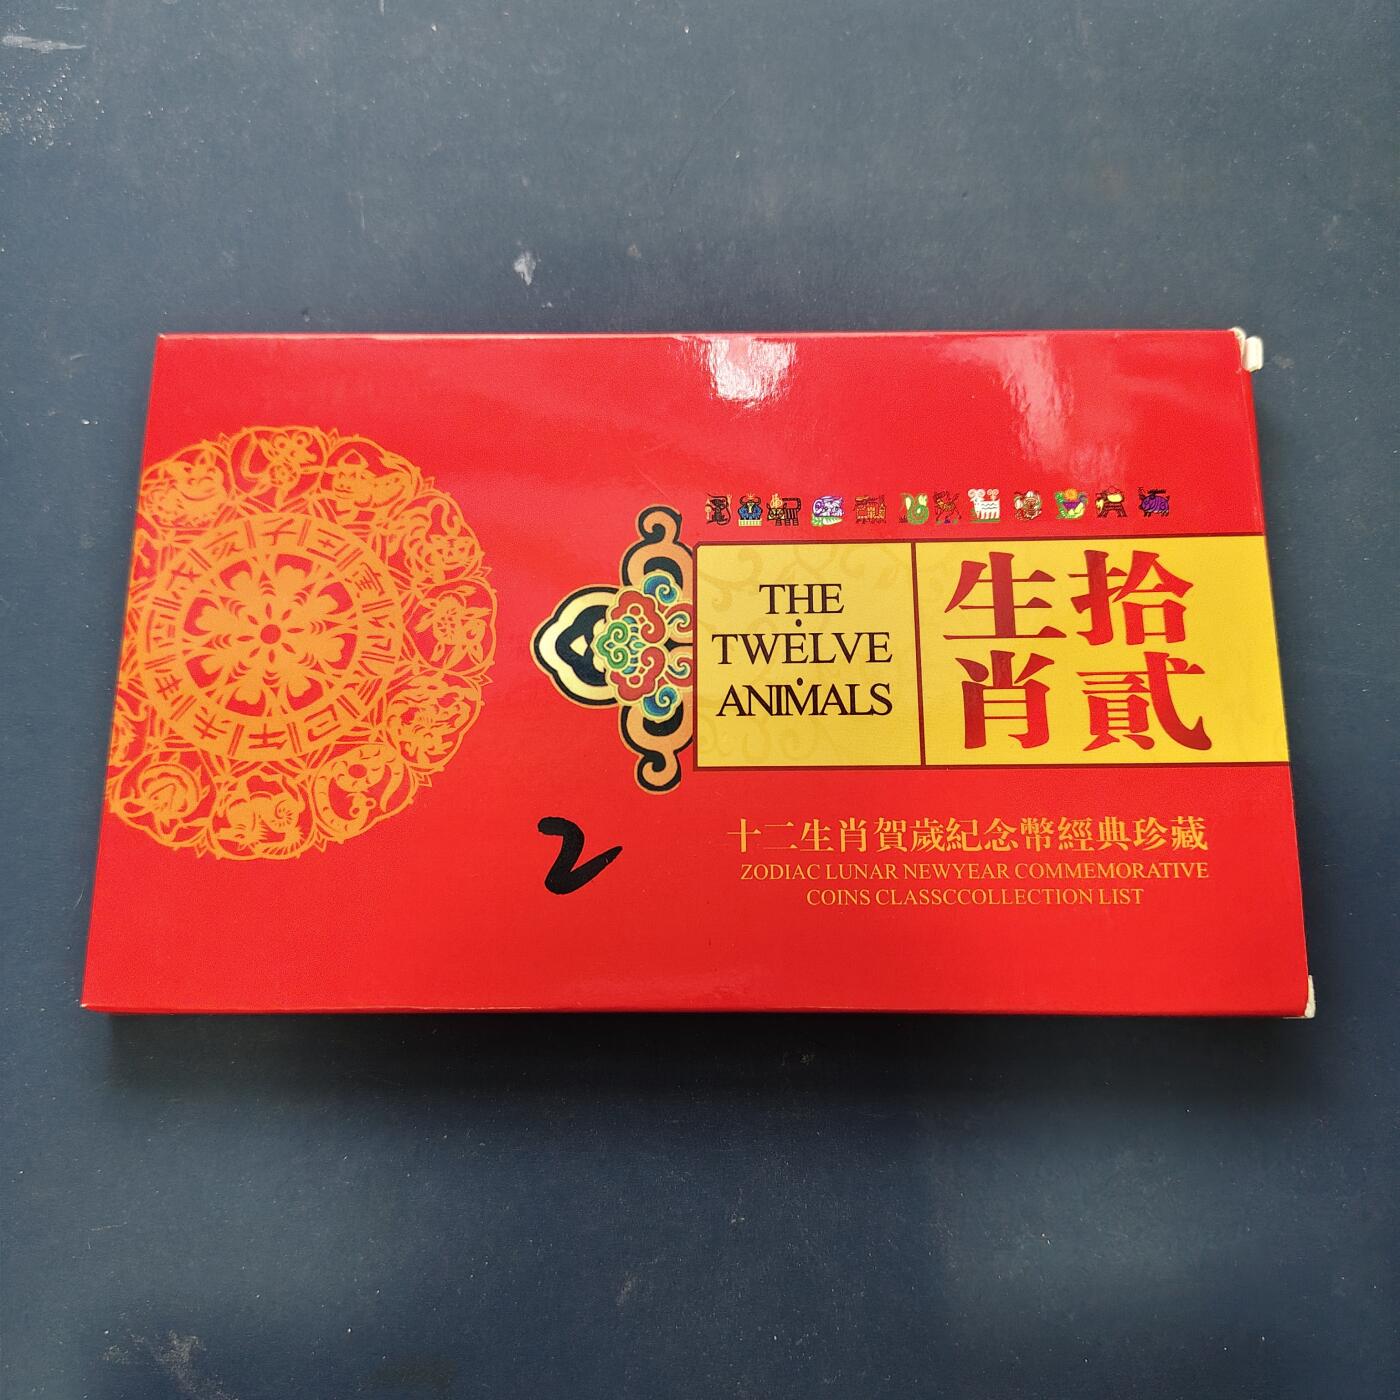 THE
TWELVE
ANIMALS
拾貳
生肖
十二生肖賀歲紀念幣經典珍藏
ZODIAC LUNAR NEWYEAR COMMEMORATIVE
COINS CLASSCCOLLECTION LIST
2